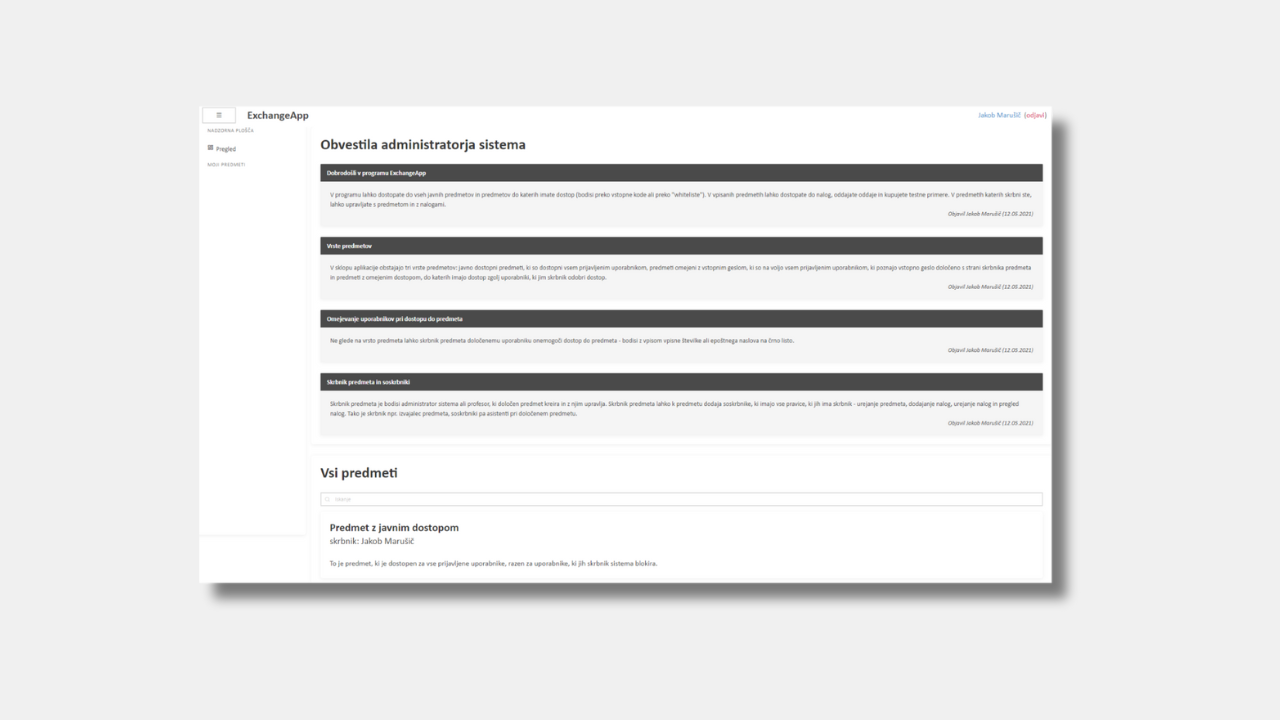 ExchangeApp
Jakob Marušič (odjavi)
NADZORNA PLOŠČA
Pregled
MOJI PREDMETI
Obvestila administratorja sistema
Dobrodošli v programu ExchangeApp
V programu lahko dostopate do vseh javnih predmetov in predmetov do katerih imate dostop (bodisi preko vstopne kode ali preko "whiteliste"). V vpisanih predmetih lahko dostopate do nalog, oddajate oddaje in kupujete testne primere. V predmetih katerih skrbni ste,
lahko upravljate s predmetom in z nalogami.
Objavil Jakob Marušič (12.05.2021)
Vrste predmetov
V sklopu aplikacije obstajajo tri vrste predmetov: javno dostopni predmeti, ki so dostopni vsem prijavljenim uporabnikom, predmeti omejeni z vstopnim geslom, ki so na voljo vsem prijavljenim uporabnikom, ki poznajo vstopno geslo določeno s strani skrbnika predmeta
in predmeti z omejenim dostopom, do katerih imajo dostop zgolj uporabniki, ki jim skrbnik odobri dostop.
Objavil Jakob Marušič (12.05.2021)
Omejevanje uporabnikov pri dostopu do predmeta
Ne glede na vrsto predmeta lahko skrbnik predmeta določenemu uporabniku onemogoči dostop do predmeta - bodisi z vpisom vpisne številke ali epoštnega naslova na črno listo.
Objavil Jakob Marušič (12.05.2021)
Skrbnik predmeta in soskrbniki
Skrbnik predmeta je bodisi administrator sistema ali profesor, ki določen predmet kreira in z njim upravlja. Skrbnik predmeta lahko k predmetu dodaja soskrbnike, ki imajo vse pravice, ki jih ima skrbnik - urejanje predmeta, dodajanje nalog, urejanje nalog in pregled
nalog. Tako je skrbnik npr. izvajalec predmeta, soskrbniki pa asistenti pri določenem predmetu.
Objavil Jakob Marušič (12.05.2021)
Vsi predmeti
Predmet z javnim dostopom
skrbnik: Jakob Marušič
To je predmet, ki je dostopen za vse prijavljene uporabnike, razen za uporabnike, ki jih skrbnik sistema blokira.